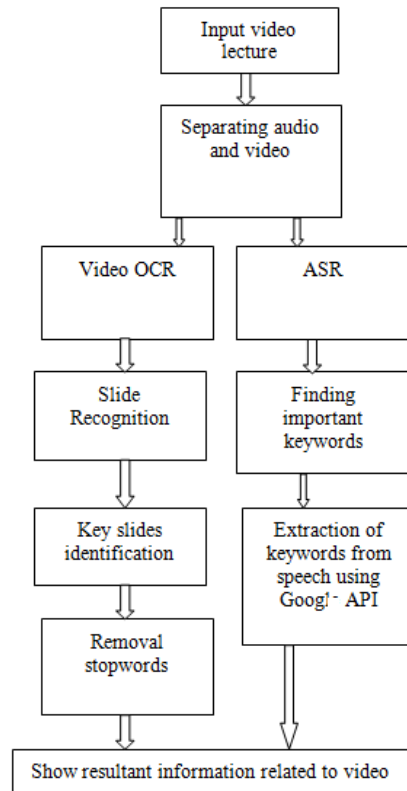 Input video
lecture
Separating audio
and video
Video OCR
ASR
Slide
Recognition
Finding
important
keywords
Key slides
identification
Extraction of
keywords from
speech using
API
Removal
stopwords
Show resultant information related to video